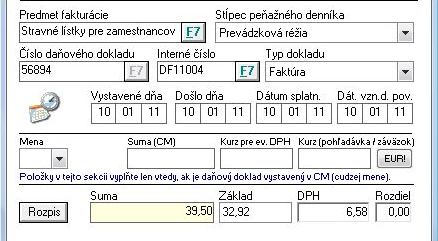 Predmet fakturácie Stĺpec peňažného denníka
Stravné lístky pre zamestnancov F7 Prevádzková réžia
Číslo daňového dokladu Interné číslo Typ dokladu
56894 F7 DF11004 F7 Faktúra
Vystavené dňa Došlo dňa Dátum splatn. Dát. vzn.d. pov.
10 01 11 10 01 11 10 01 11 10 01 11
Mena Suma (CM) Kurz pre ev. DPH Kurz (pohľadávka / záväzok)
EUR!
Položky v tejto sekcii vyplňte len vtedy, ak je daňový doklad vystavený v CM (cudzej mene).
Suma Základ DPH Rozdiel
Rozpis 39,50 32,92 6,58 0,00